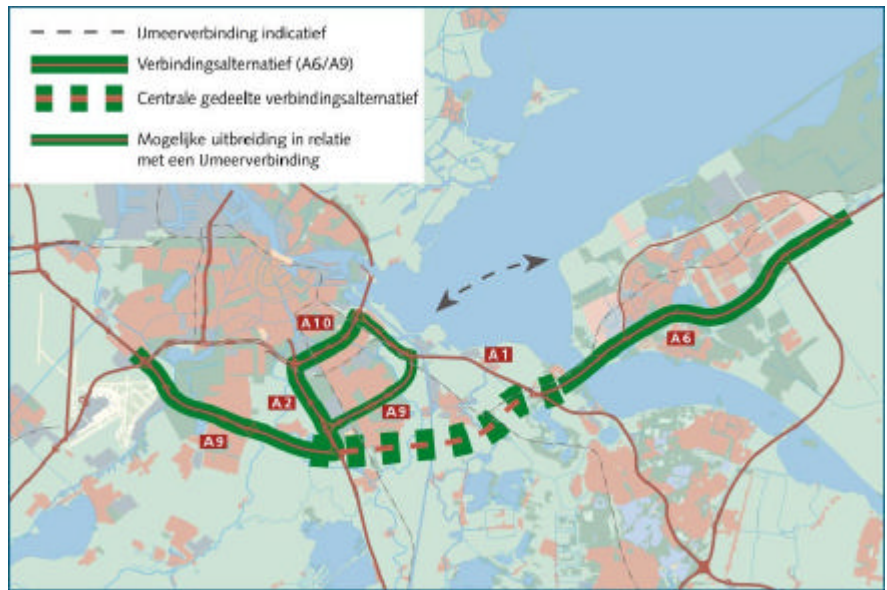 IJmeerverbinding indicatief
Verbindingsalternatief (A6/A9)
Centrale gedeelte verbindingsalternatief
Mogelijke uitbreiding in relatie
met een IJmeerverbinding
A10
A1
A6
A2
A9
A9